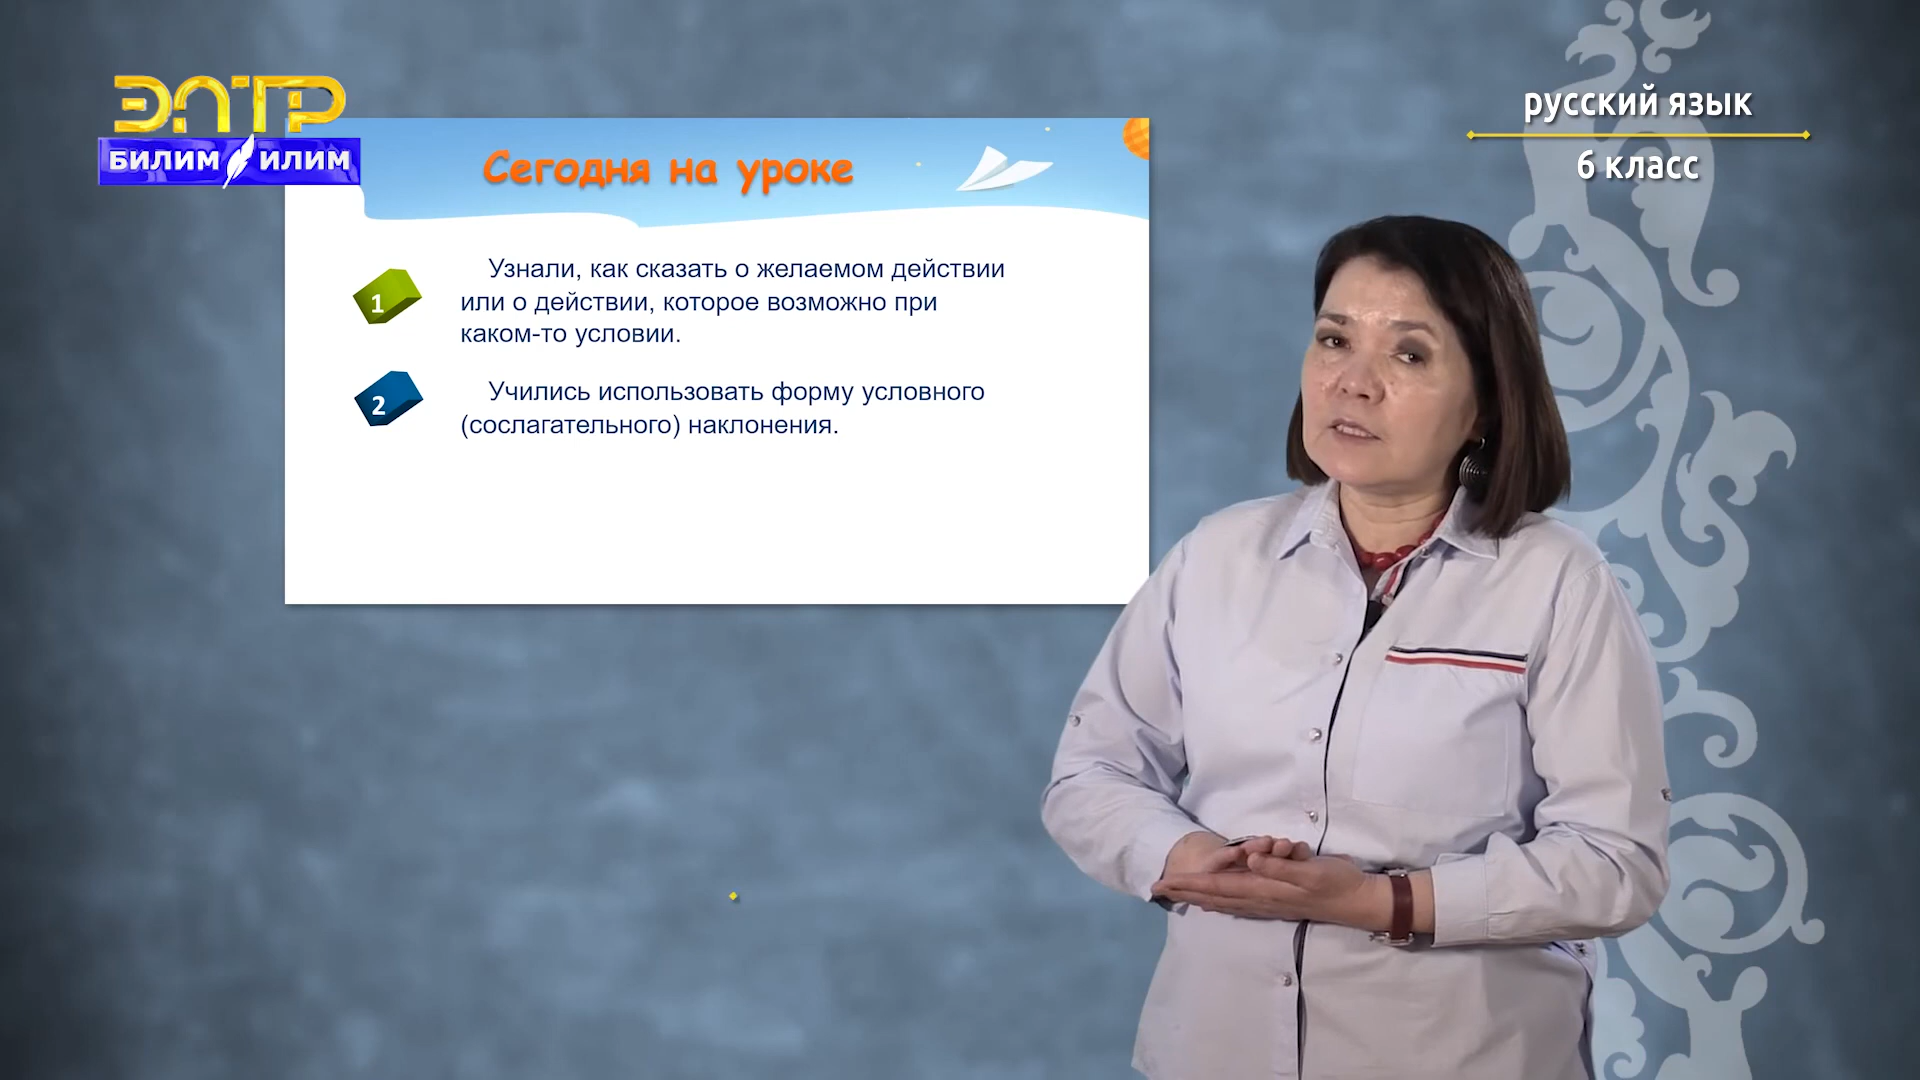 ЭЛТР
БИЛИМ ИЛИМ
русский язык
6 класс
Сегодня на уроке
1
Узнали, как сказать о желаемом действии
или о действии, которое возможно при
каком-то условии.
2
Учились использовать форму условного
(сослагательного) наклонения.